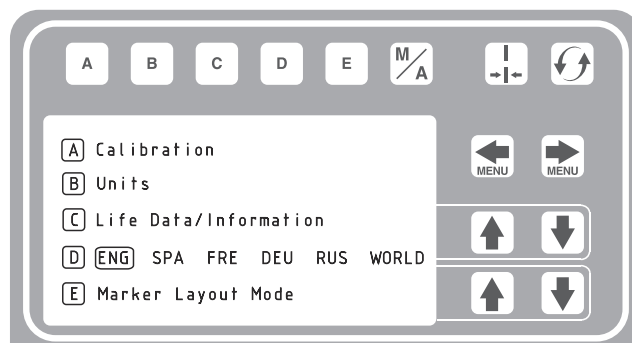 A B C D E M/A
MENU MENU
A Calibration
B Units
C Life Data/Information
D ENG SPA FRE DEU RUS WORLD
E Marker Layout Mode